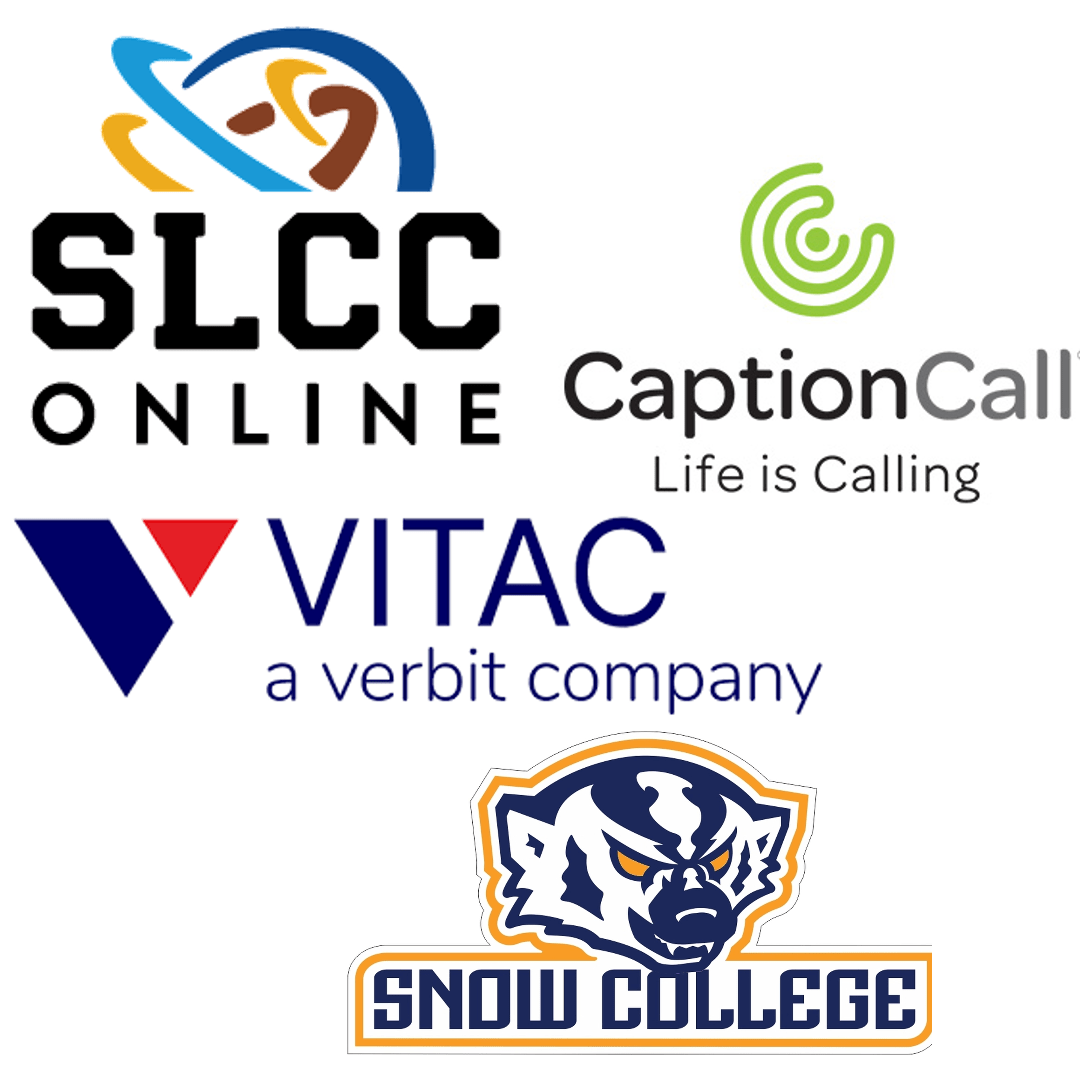 SLCC
ONLINE
CaptionCall
Life is Calling
VITAC
a verbit company
SNOW COLLEGE